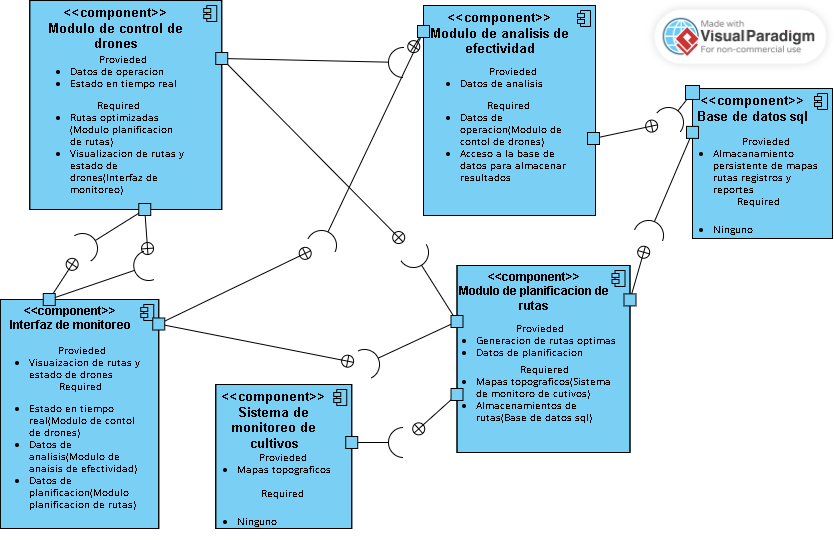 <<component>>
Modulo de control de
drones
Provieded
Datos de operacion
Estado en tiempo real
Required
Rutas optimizadas
(Modulo planificacion
de rutas)
Visualizacion de rutas y
estado de
drones(Interfaz de
monitoreo)
<<component>>
Modulo de analisis de
efectividad
Provieded
Datos de analisis
Required
Datos de
operacion(Modulo de
contol de drones)
Acceso a la base de
datos para almacenar
resultados
Made with
Visual Paradigm
For non-commercial use
<<component>>
Base de datos sql
Provieded
Almacanamiento
persistente de mapas
rutas registros y
reportes
Required
Ninguno
<<component>>
Interfaz de monitoreo
Provieded
Visuaizacion de rutas y
estado de drones
Required
Estado en tiempo
real(Modulo de contol
de drones)
Datos de
analisis(Modulo de
anaisis de efectividad)
Datos de
planificacion(Modulo
planificacion de rutas)
<<component>>
Sistema de
monitoreo de
cultivos
Provieded
Mapas topograficos
Required
Ninguno
<<component>>
Modulo de planificacion de
rutas
Provieded
Generacion de rutas optimas
Datos de planificacion
Requiered
Mapas topograficos(Sistema
de monitoro de cutivos)
Almacenamientos de
rutas(Base de datos sql)